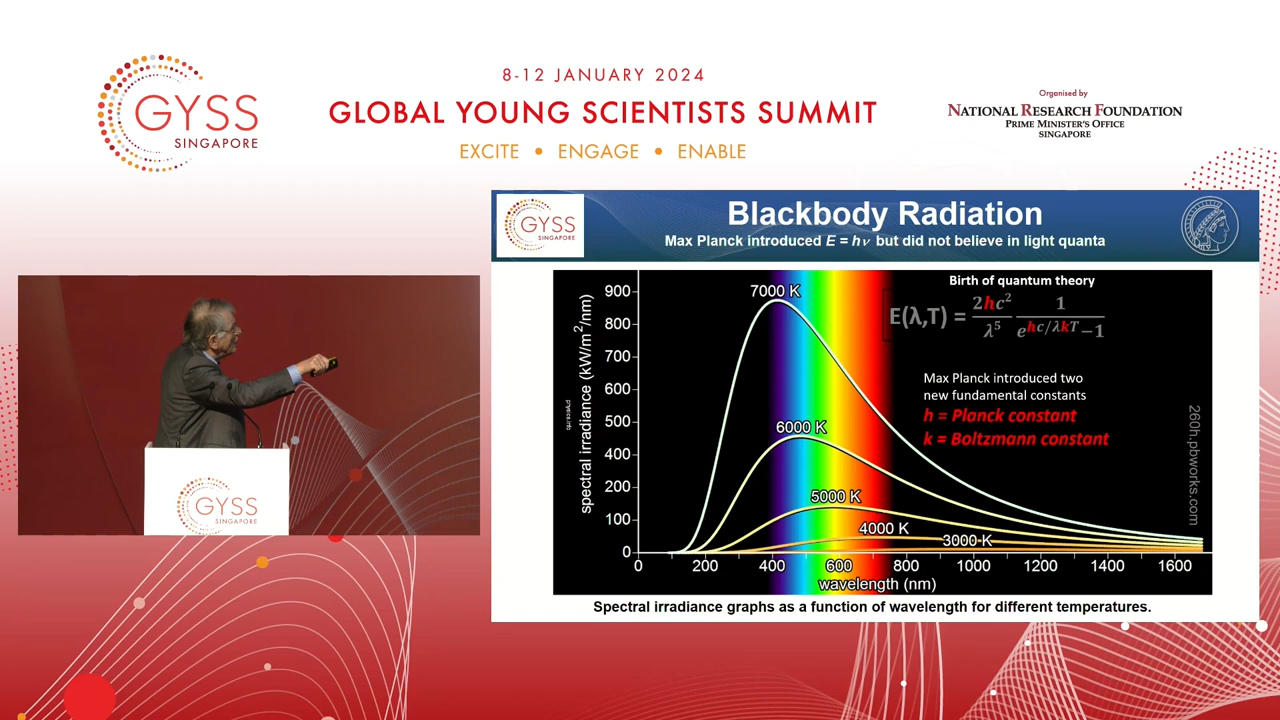 8-12 JANUARY 2024
GLOBAL YOUNG SCIENTISTS SUMMIT
EXCITE • ENGAGE • ENABLE
GYSS
SINGAPORE
Organised by
NATIONAL RESEARCH FOUNDATION
PRIME MINISTER'S OFFICE
SINGAPORE
GYSS
SINGAPORE
Blackbody Radiation
Max Planck introduced E = hν but did not believe in light quanta
Birth of quantum theory
E(λ,T) = 2hc²/λ⁵ 1/e^hc/λkT −1
Max Planck introduced two
new fundamental constants
h = Planck constant
k = Boltzmann constant
260h.pbworks.com
spectral irradiance (kW/m²/nm)
900
800
700
600
500
400
200
100
0
7000 K
6000 K
5000 K
4000 K
3000 K
0 200 400 600 800 1000 1200 1400 1600
wavelength (nm)
Spectral irradiance graphs as a function of wavelength for different temperatures.
GYSS
SINGAPORE